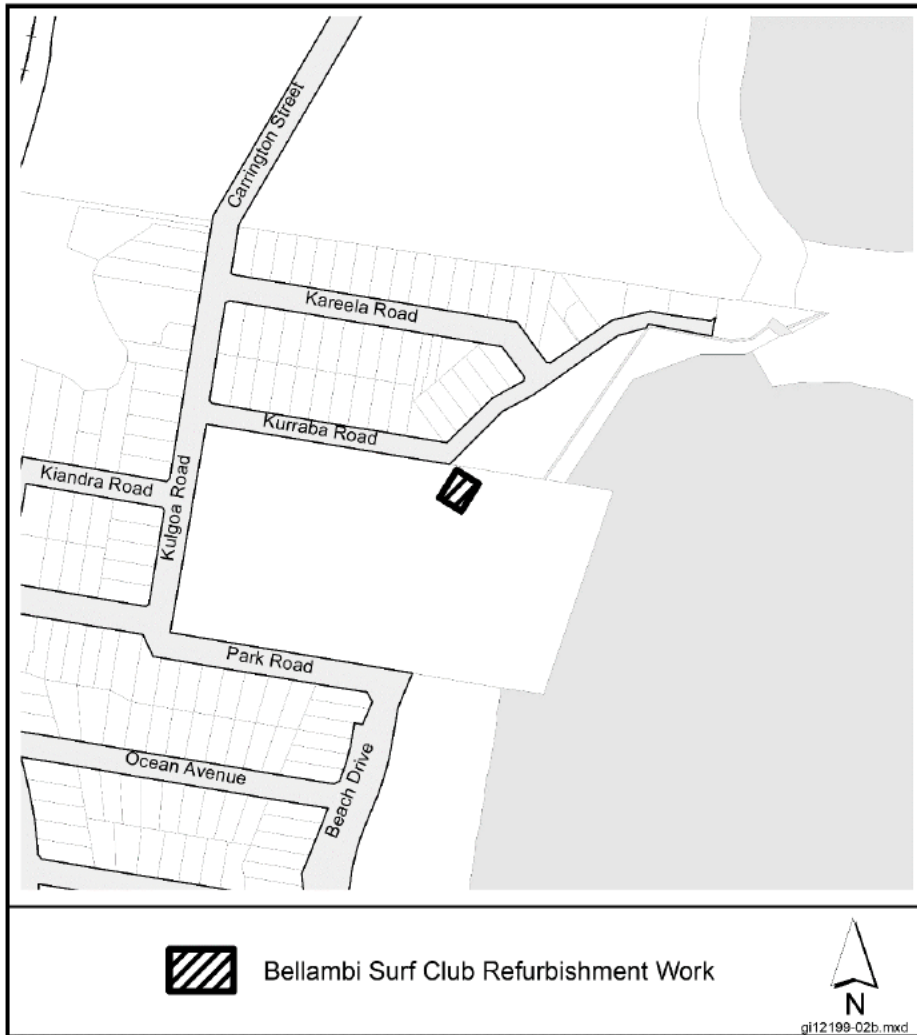 Carrington Street
Kareela Road
Kurraba Road
Kiandra Road
Kulgoa Road
Park Road
Ocean Avenue
Beach Drive
Bellambi Surf Club Refurbishment Work
N
gi12199-02b.mxd